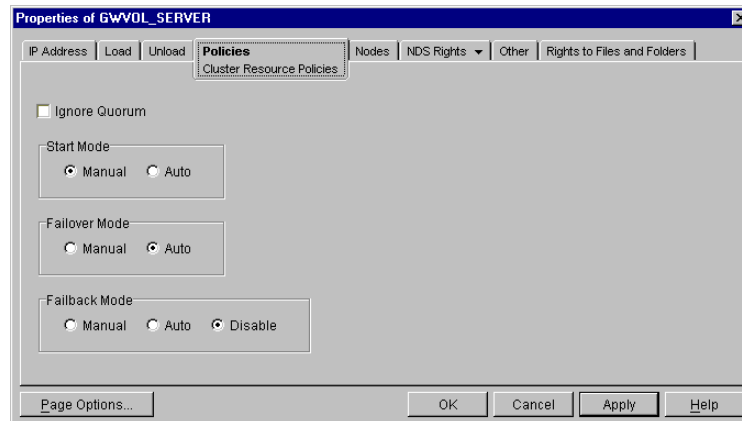 Properties of GWVOL_SERVER
IP Address Load Unload Policies Nodes NDS Rights Other Rights to Files and Folders
Cluster Resource Policies
Ignore Quorum
Start Mode
Manual Auto
Failover Mode
Manual Auto
Failback Mode
Manual Auto Disable
Page Options... OK Cancel Apply Help